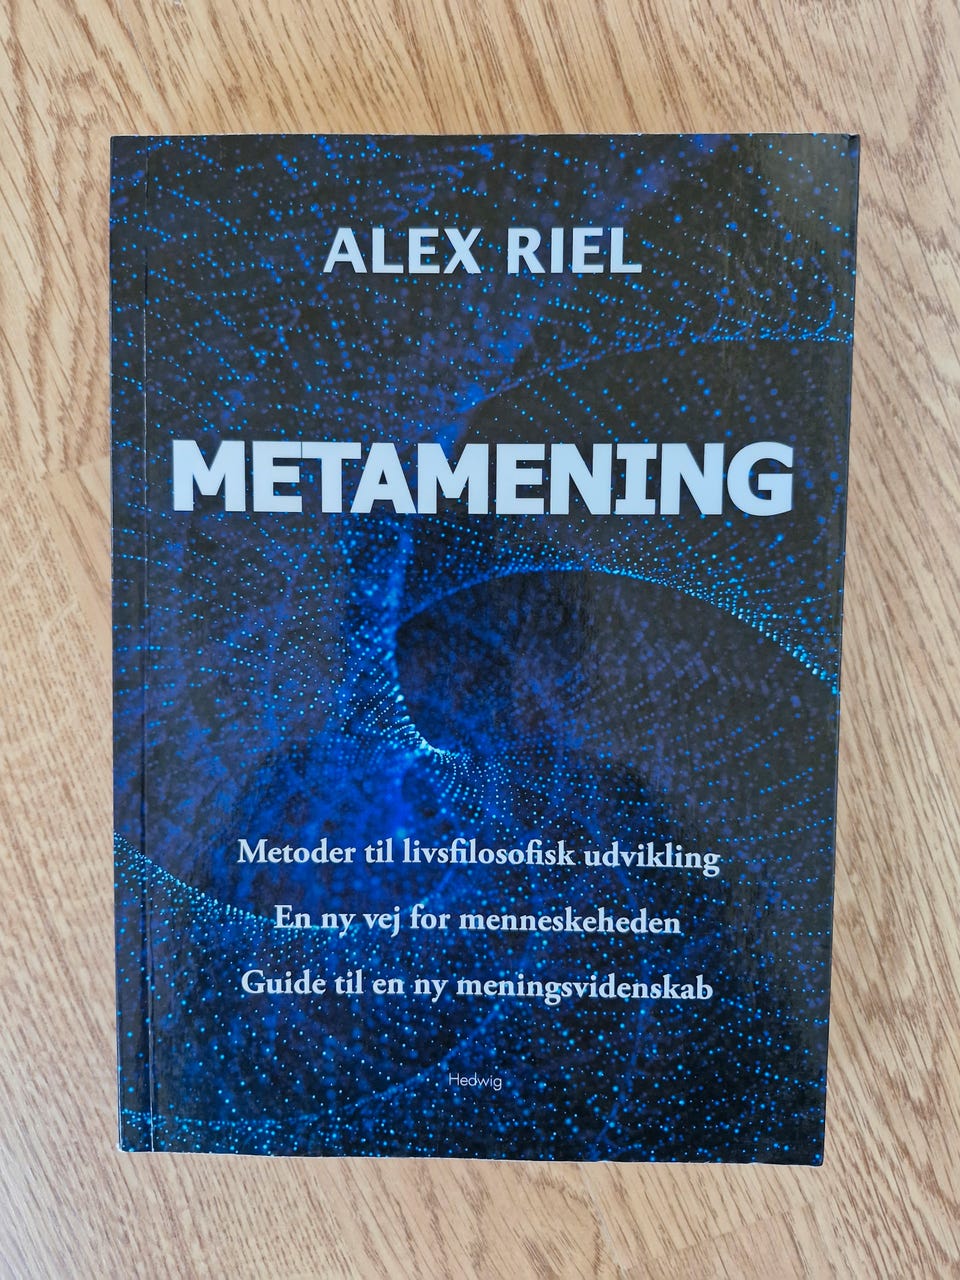 ALEX RIEL
METAMENING
Metoder til livsfilosofisk udvikling
En ny vej for menneskeheden
Guide til en ny meningsvidenskab
Hedwig